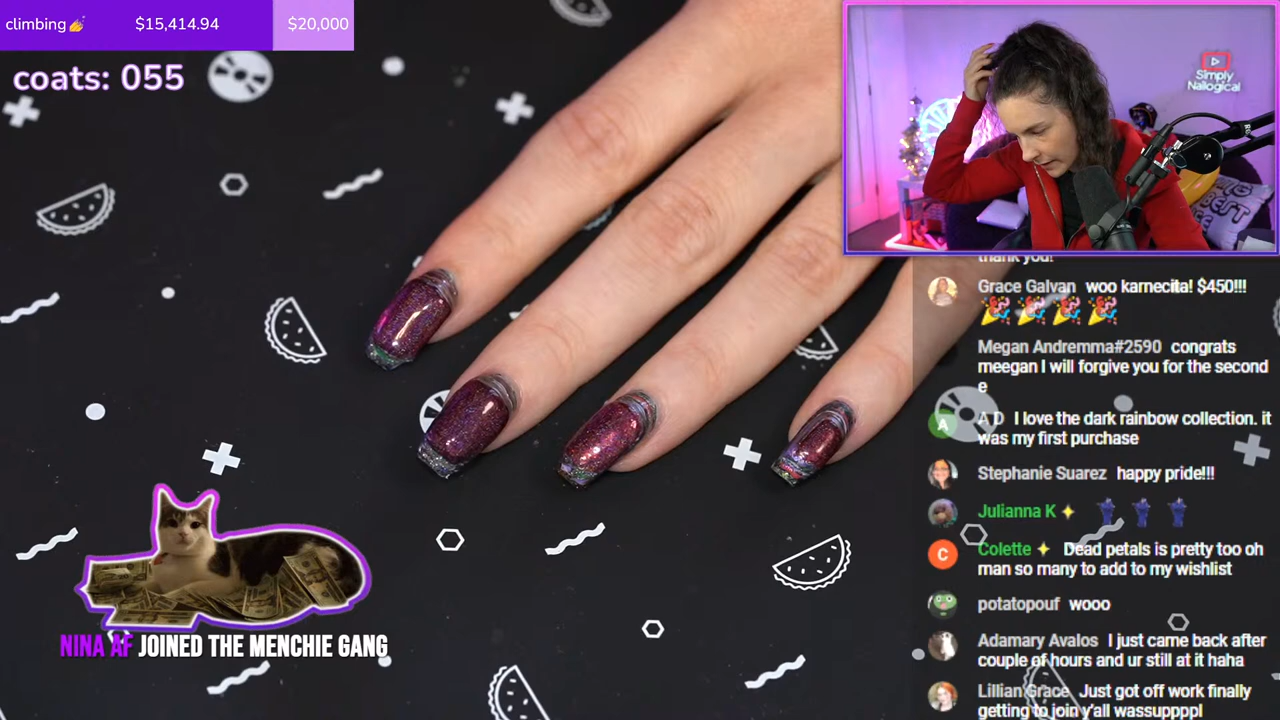 climbing💅 $15,414.94 $20,000
coats: 055
Simply
Nailogical
thank you!
Grace Galvan woo karnecita! $450!!!
🎉 🎉 🎉 🎉
Megan Andremma#2590 congrats
meegan I will forgive you for the second
e
A D I love the dark rainbow collection. it
was my first purchase
Stephanie Suarez happy pride!!!
Julianna K
Colette Dead petals is pretty too oh
man so many to add to my wishlist
potatopouf wooo
Adamary Avalos I just came back after
couple of hours and ur still at it haha
Lillian Grace Just got off work finally
getting to join y'all wassuppppl
NINA AF JOINED THE MENCHIE GANG